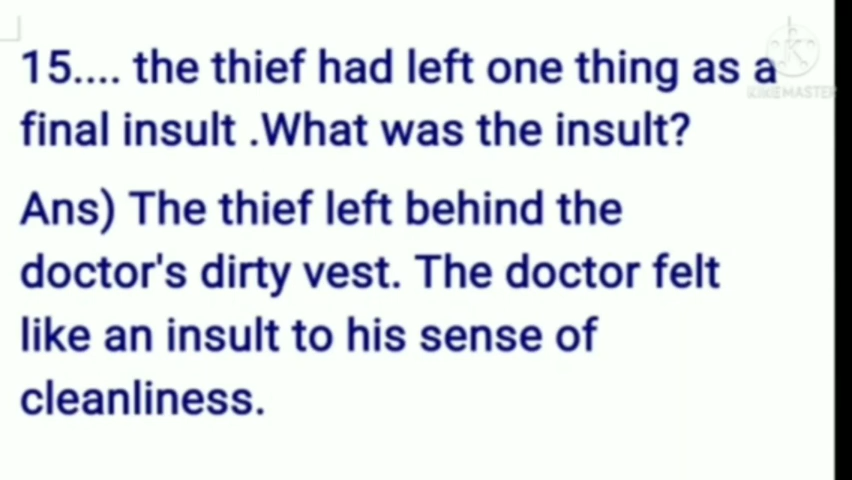 15.... the thief had left one thing as a
final insult .What was the insult?
Ans) The thief left behind the
doctor's dirty vest. The doctor felt
like an insult to his sense of
cleanliness.
KINEMASTER